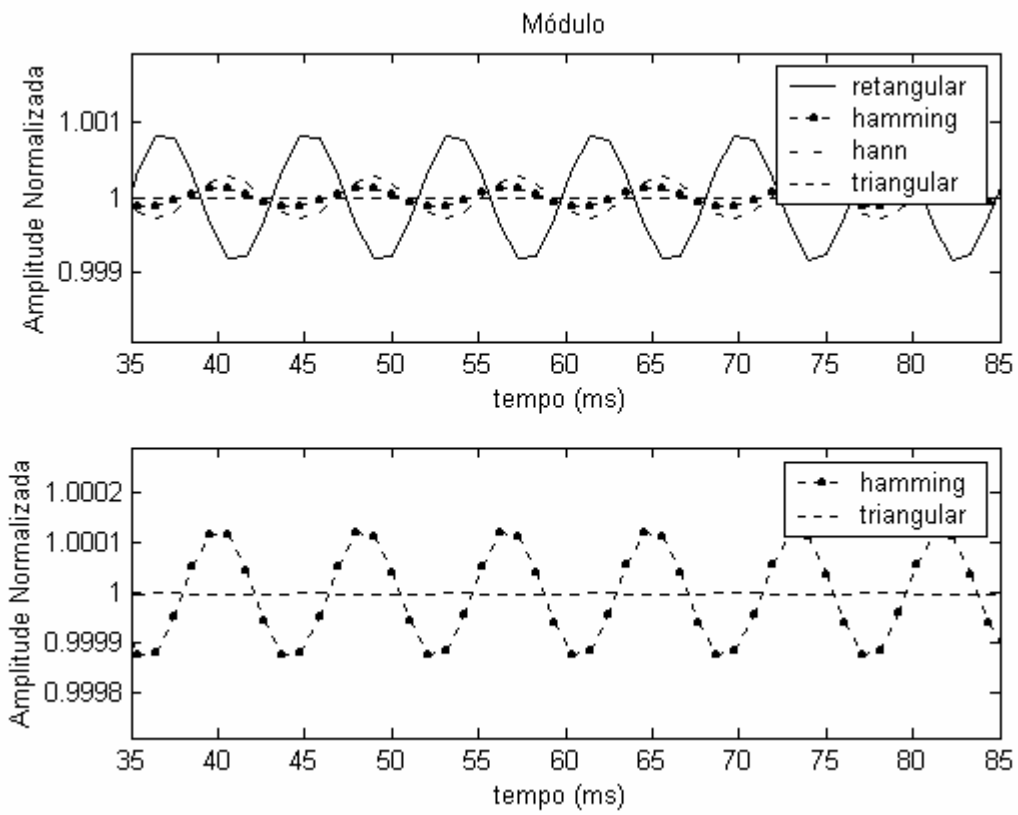 Módulo
Amplitude Normalizada
1.001
1
0.999
retangular
hamming
hann
triangular
35 40 45 50 55 60 65 70 75 80 85
tempo (ms)
Amplitude Normalizada
1.0002
1.0001
1
0.9999
0.9998
hamming
triangular
35 40 45 50 55 60 65 70 75 80 85
tempo (ms)